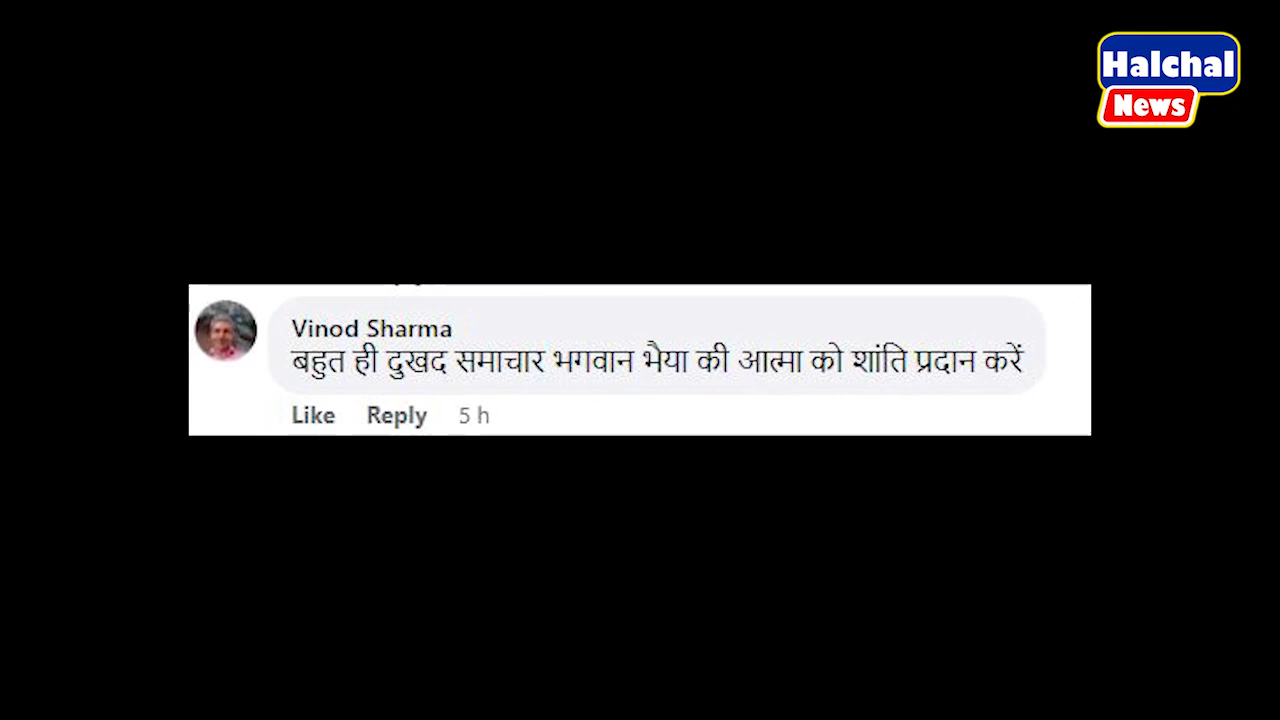 Halchal
News
Vinod Sharma
बहुत ही दुखद समाचार भगवान भैया की आत्मा को शांति प्रदान करें
Like Reply 5 h